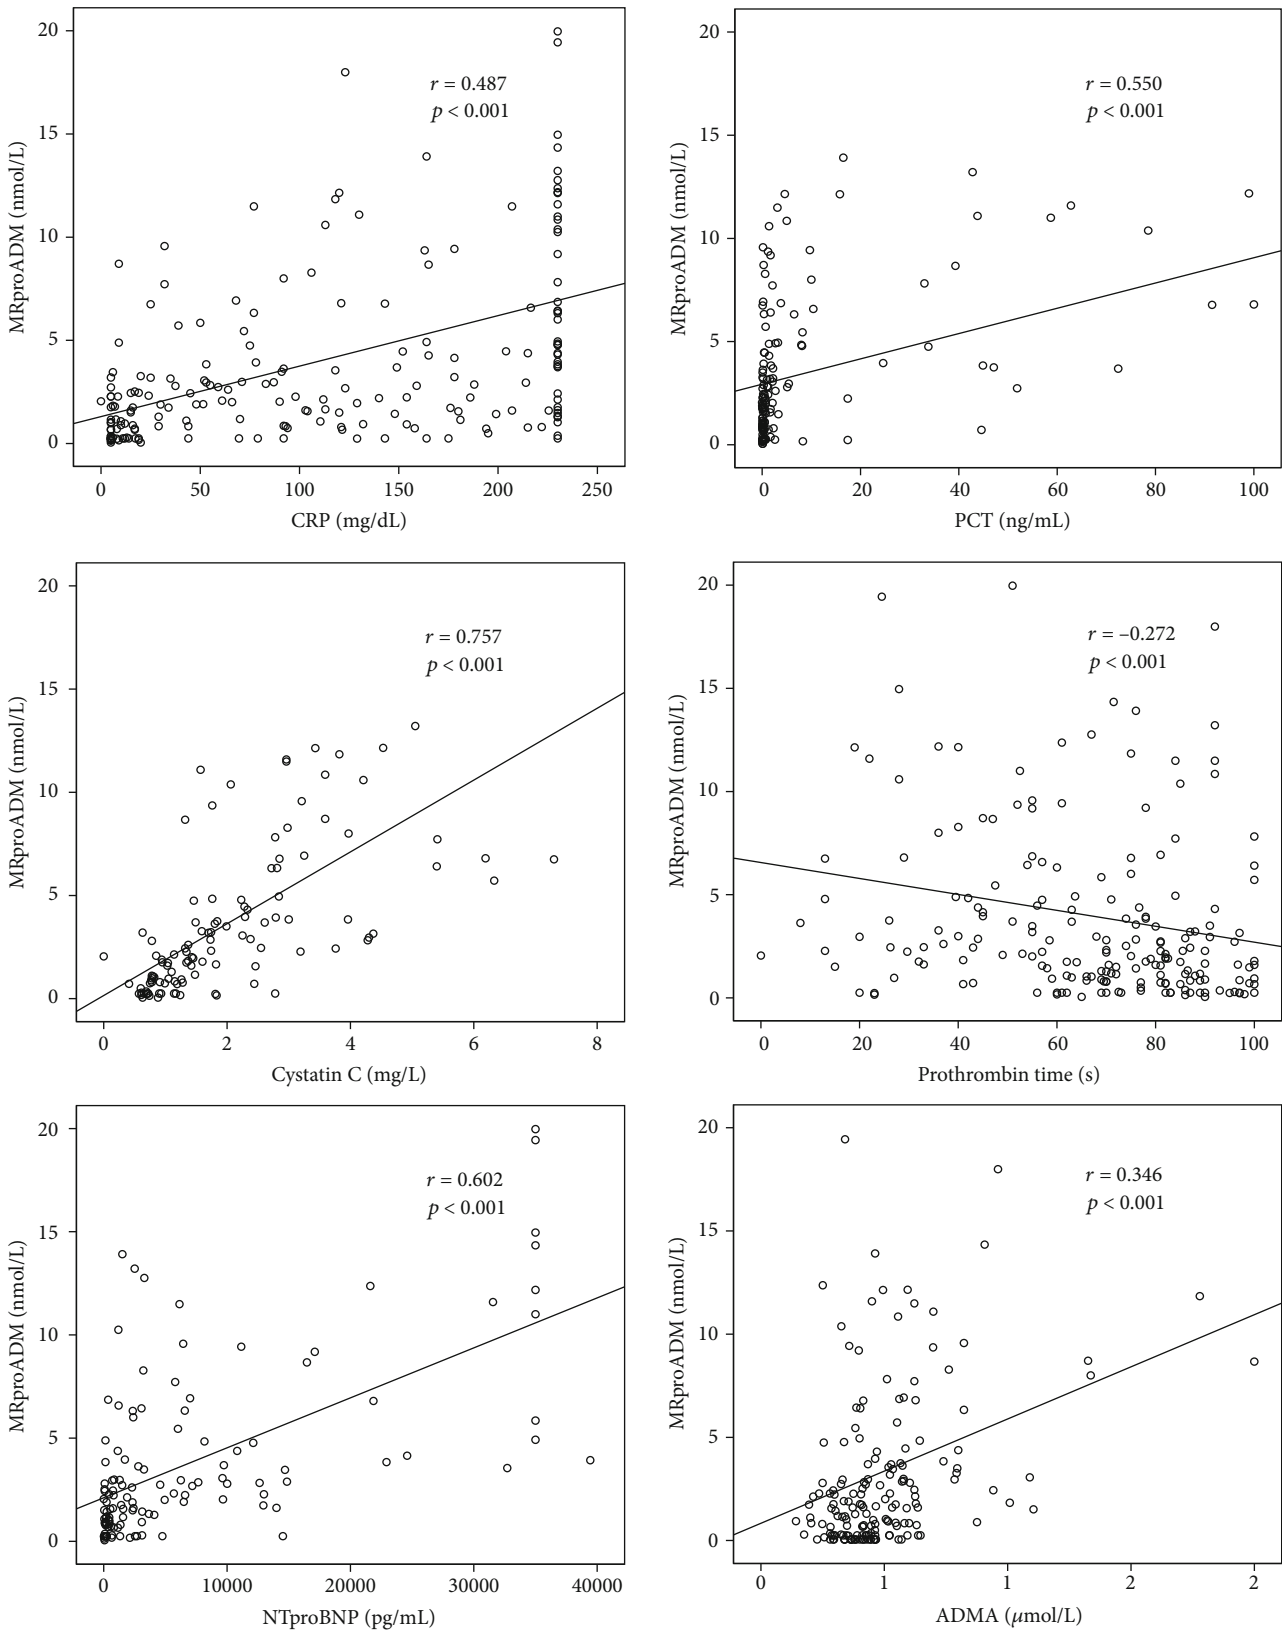 20
15
10
5
0
MRproADM (nmol/L)
r = 0.487
p < 0.001
0 50 100 150 200 250
CRP (mg/dL)
20
15
10
5
0
MRproADM (nmol/L)
r = 0.550
p < 0.001
0 20 40 60 80 100
PCT (ng/mL)
20
15
10
5
0
MRproADM (nmol/L)
r = 0.757
p < 0.001
0 2 4 6 8
Cystatin C (mg/L)
20
15
10
5
0
MRproADM (nmol/L)
r = –0.272
p < 0.001
0 20 40 60 80 100
Prothrombin time (s)
20
15
10
5
0
MRproADM (nmol/L)
r = 0.602
p < 0.001
0 10000 20000 30000 40000
NTproBNP (pg/mL)
20
15
10
5
0
MRproADM (nmol/L)
r = 0.346
p < 0.001
0 1 1 2 2
ADMA (μmol/L)